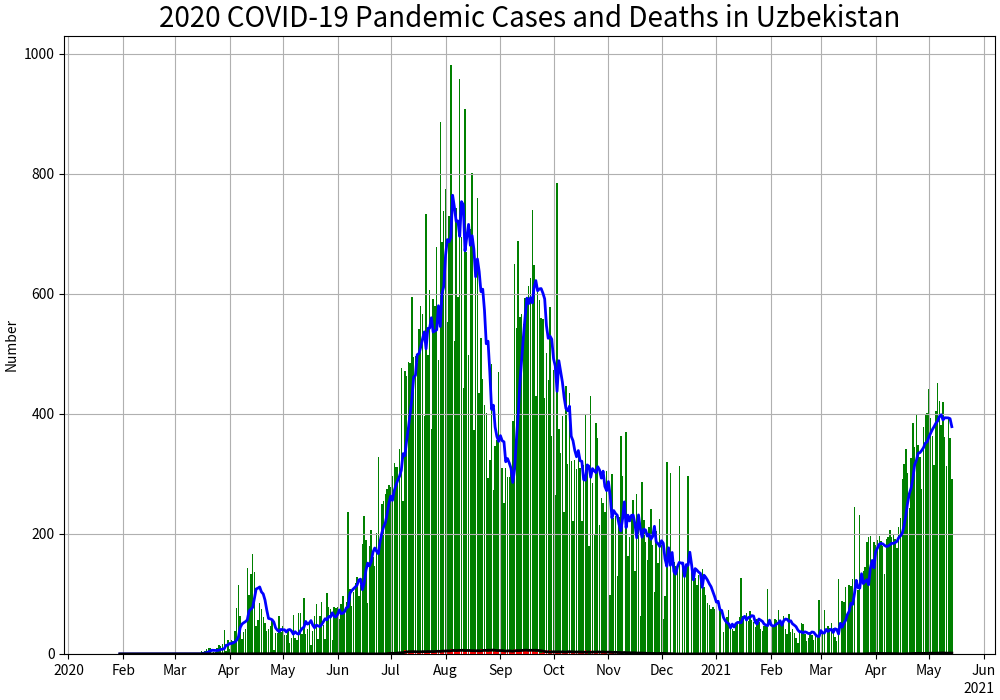 2020 COVID-19 Pandemic Cases and Deaths in Uzbekistan
Number
1000
800
600
400
200
0
2020 Feb Mar Apr May Jun Jul Aug Sep Oct Nov Dec 2021 Feb Mar Apr May Jun
2021